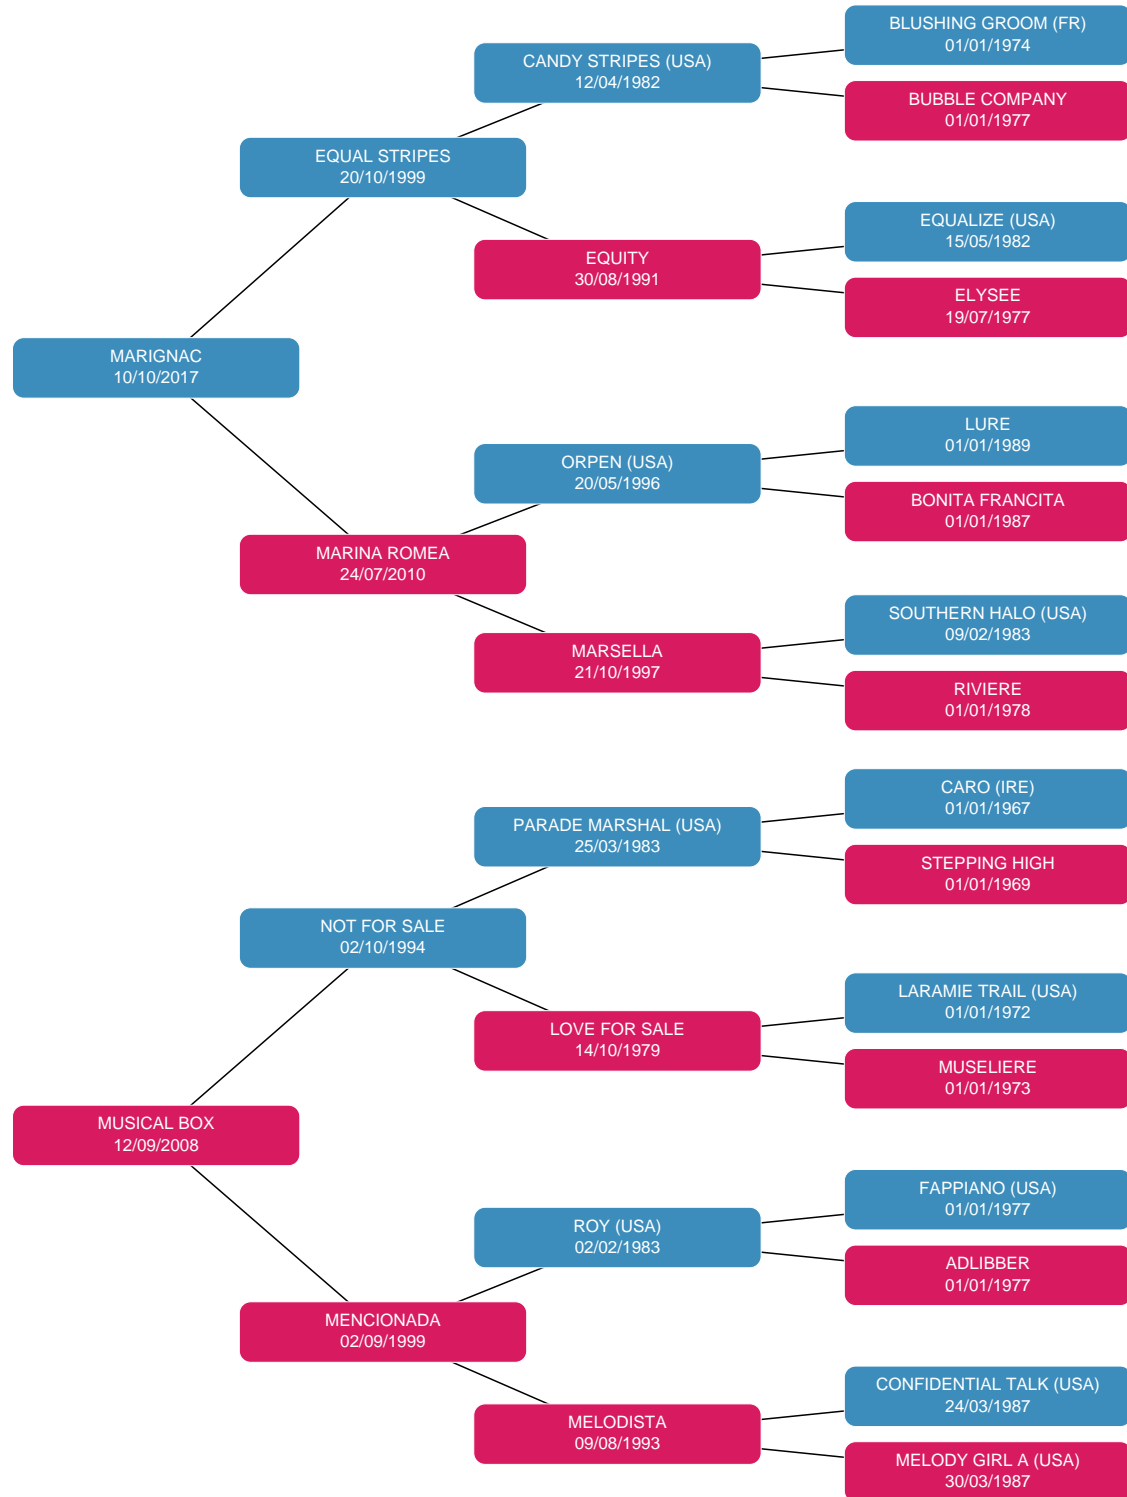 BLUSHING GROOM (FR)
01/01/1974
CANDY STRIPES (USA)
12/04/1982
BUBBLE COMPANY
01/01/1977
EQUAL STRIPES
20/10/1999
EQUALIZE (USA)
15/05/1982
EQUITY
30/08/1991
ELYSEE
19/07/1977
MARIGNAC
10/10/2017
LURE
01/01/1989
ORPEN (USA)
20/05/1996
BONITA FRANCITA
01/01/1987
MARINA ROMEA
24/07/2010
SOUTHERN HALO (USA)
09/02/1983
MARSELLA
21/10/1997
RIVIERE
01/01/1978
CARO (IRE)
01/01/1967
PARADE MARSHAL (USA)
25/03/1983
STEPPING HIGH
01/01/1969
NOT FOR SALE
02/10/1994
LARAMIE TRAIL (USA)
01/01/1972
LOVE FOR SALE
14/10/1979
MUSELIERE
01/01/1973
MUSICAL BOX
12/09/2008
FAPPIANO (USA)
01/01/1977
ROY (USA)
02/02/1983
ADLIBBER
01/01/1977
MENCIONADA
02/09/1999
CONFIDENTIAL TALK (USA)
24/03/1987
MELODISTA
09/08/1993
MELODY GIRL A (USA)
30/03/1987